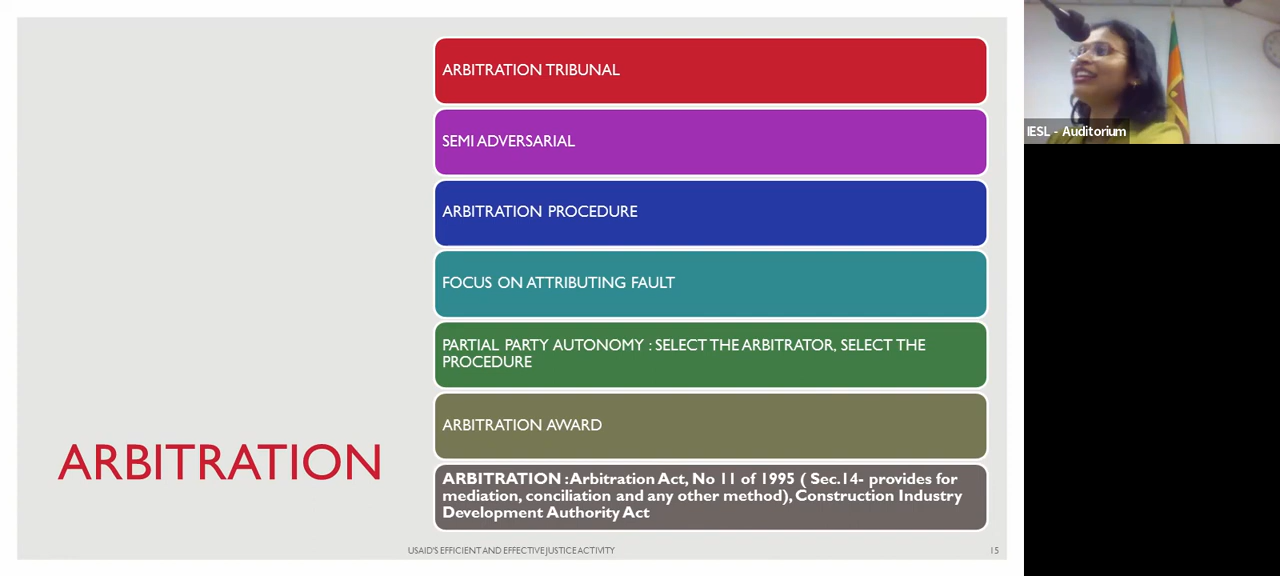 ARBITRATION TRIBUNAL
SEMI ADVERSARIAL
ARBITRATION PROCEDURE
FOCUS ON ATTRIBUTING FAULT
PARTIAL PARTY AUTONOMY : SELECT THE ARBITRATOR, SELECT THE
PROCEDURE
ARBITRATION AWARD
ARBITRATION : Arbitration Act, No 11 of 1995 ( Sec.14- provides for
mediation, conciliation and any other method), Construction Industry
Development Authority Act
ARBITRATION
USAID'S EFFICIENT AND EFFECTIVE JUSTICE ACTIVITY
15
IESL - Auditorium